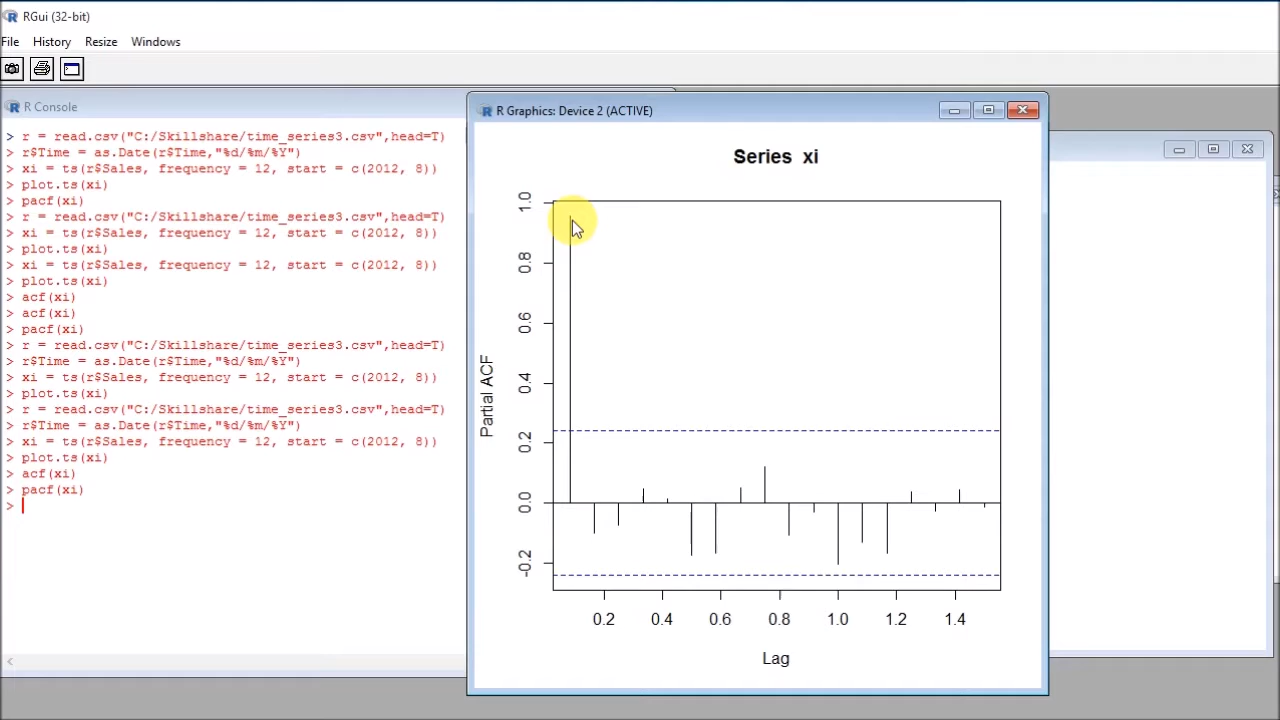 RGui (32-bit)
File History Resize Windows
R Console
> r = read.csv("C:/Skillshare/time_series3.csv",head=T)
> r$Time = as.Date(r$Time,"%d/%m/%Y")
> xi = ts(r$Sales, frequency = 12, start = c(2012, 8))
> plot.ts(xi)
> pacf(xi)
> r = read.csv("C:/Skillshare/time_series3.csv",head=T)
> xi = ts(r$Sales, frequency = 12, start = c(2012, 8))
> plot.ts(xi)
> xi = ts(r$Sales, frequency = 12, start = c(2012, 8))
> plot.ts(xi)
> acf(xi)
> acf(xi)
> pacf(xi)
> r = read.csv("C:/Skillshare/time_series3.csv",head=T)
> r$Time = as.Date(r$Time,"%d/%m/%Y")
> xi = ts(r$Sales, frequency = 12, start = c(2012, 8))
> plot.ts(xi)
> r = read.csv("C:/Skillshare/time_series3.csv",head=T)
> r$Time = as.Date(r$Time,"%d/%m/%Y")
> xi = ts(r$Sales, frequency = 12, start = c(2012, 8))
> plot.ts(xi)
> acf(xi)
> pacf(xi)
>
R Graphics: Device 2 (ACTIVE)
Series xi
Partial ACF
1.0
0.8
0.6
0.4
0.2
0.0
-0.2
0.2 0.4 0.6 0.8 1.0 1.2 1.4
Lag